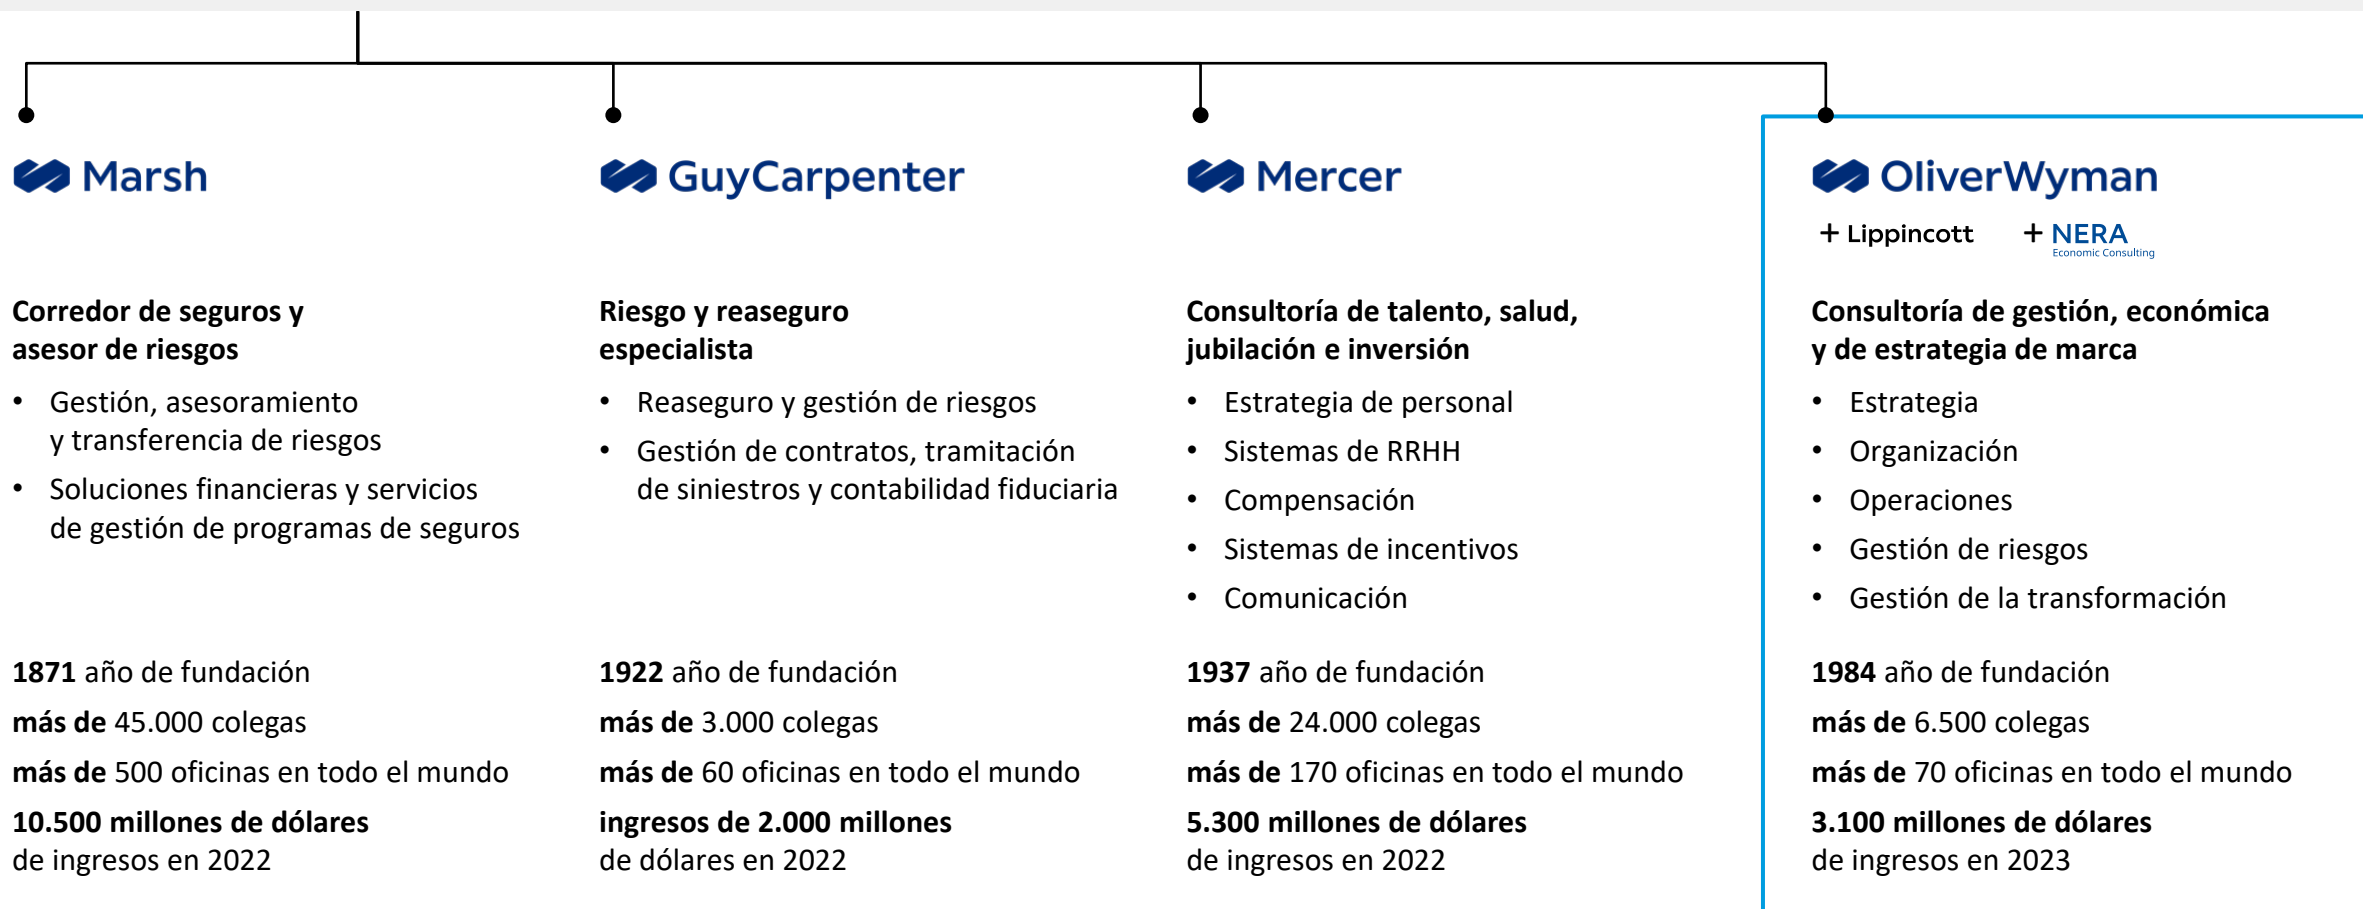 Marsh
Corredor de seguros y
asesor de riesgos
• Gestión, asesoramiento
y transferencia de riesgos
• Soluciones financieras y servicios
de gestión de programas de seguros
1871 año de fundación
más de 45.000 colegas
más de 500 oficinas en todo el mundo
10.500 millones de dólares
de ingresos en 2022
GuyCarpenter
Riesgo y reaseguro
especialista
• Reaseguro y gestión de riesgos
• Gestión de contratos, tramitación
de siniestros y contabilidad fiduciaria
1922 año de fundación
más de 3.000 colegas
más de 60 oficinas en todo el mundo
ingresos de 2.000 millones
de dólares en 2022
Mercer
Consultoría de talento, salud,
jubilación e inversión
• Estrategia de personal
• Sistemas de RRHH
• Compensación
• Sistemas de incentivos
• Comunicación
1937 año de fundación
más de 24.000 colegas
más de 170 oficinas en todo el mundo
5.300 millones de dólares
de ingresos en 2022
OliverWyman
+ Lippincott + NERA
Economic Consulting
Consultoría de gestión, económica
y de estrategia de marca
• Estrategia
• Organización
• Operaciones
• Gestión de riesgos
• Gestión de la transformación
1984 año de fundación
más de 6.500 colegas
más de 70 oficinas en todo el mundo
3.100 millones de dólares
de ingresos en 2023